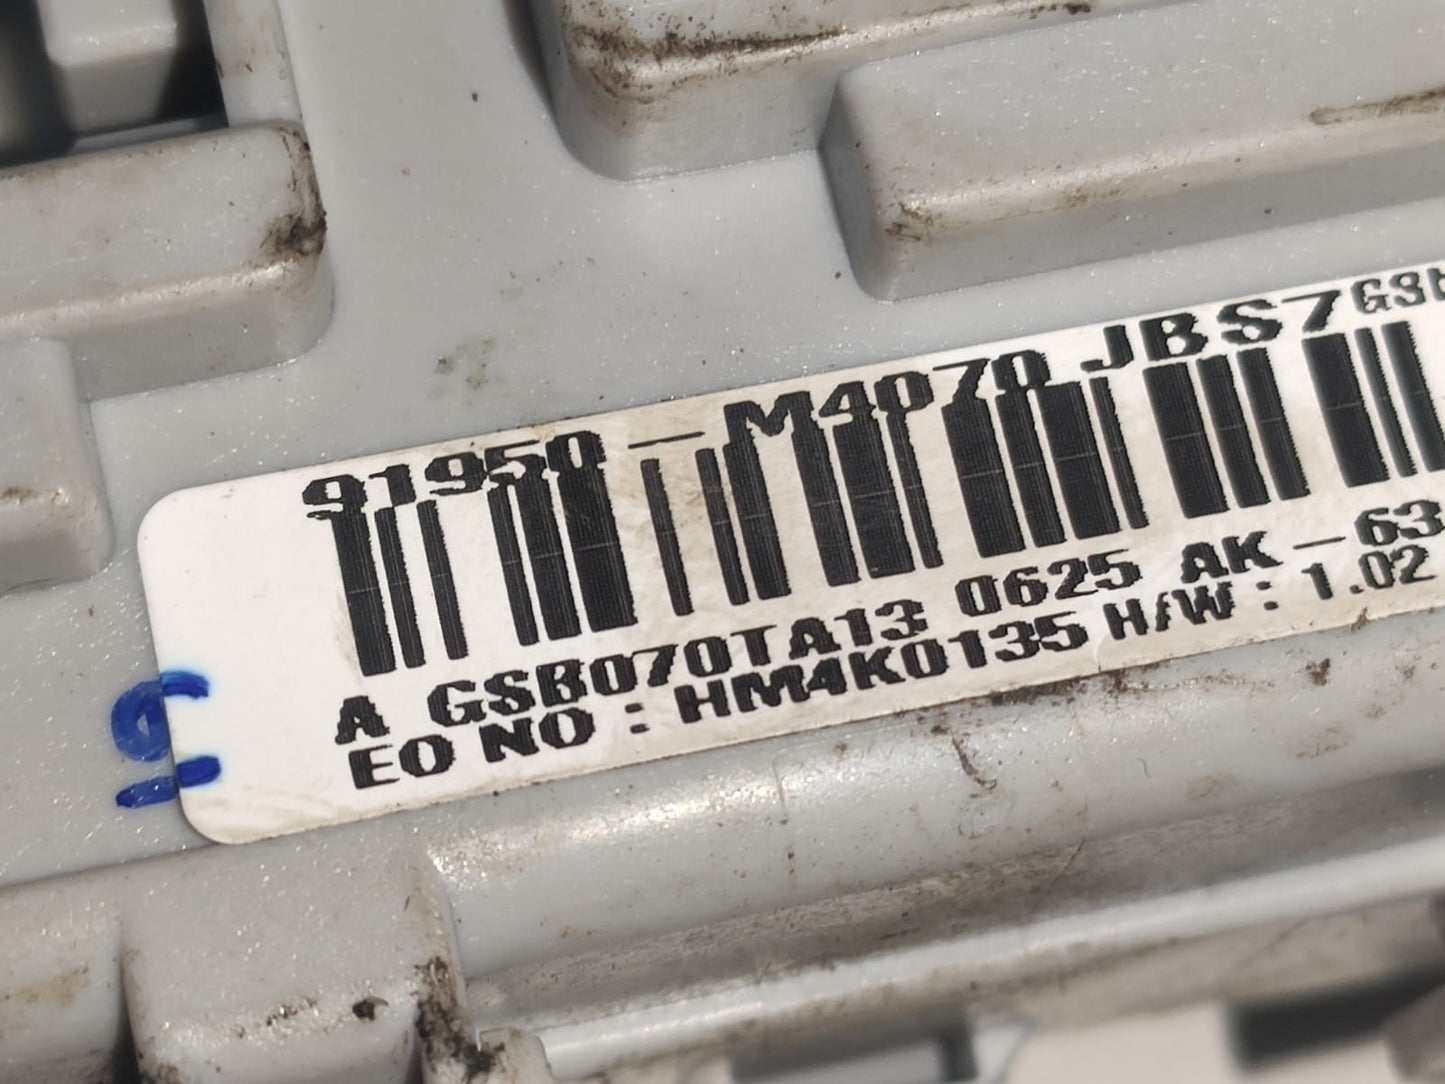 91950-M4070 JBS7
A GSB070TA13 0625 AK-63
EO NO : HM4K0135 H/W : 1.02